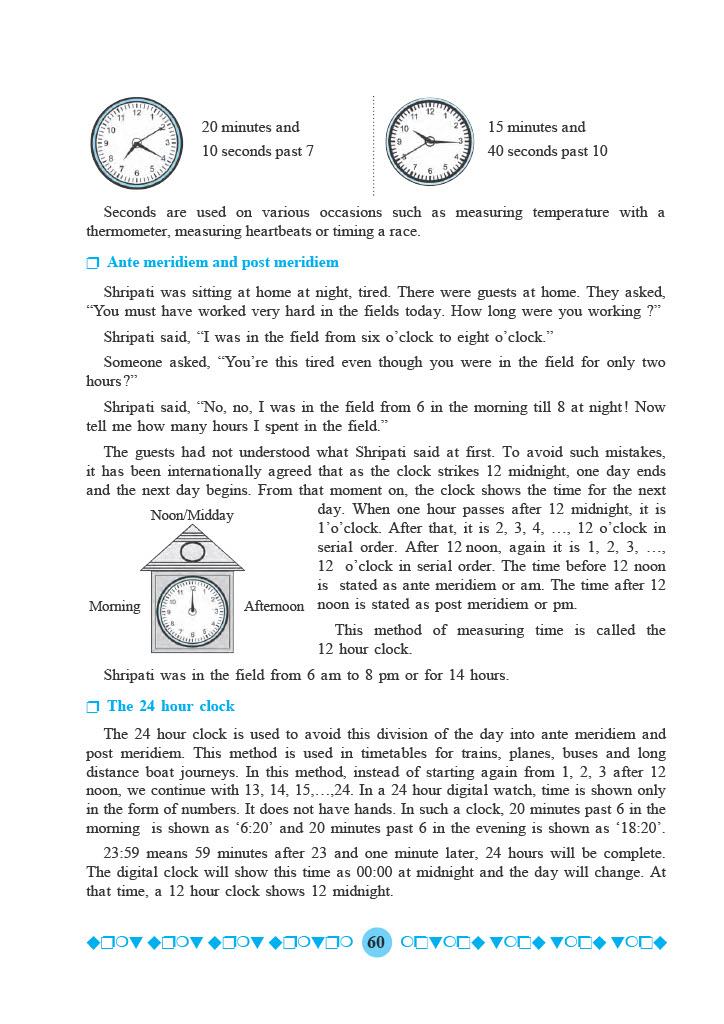 20 minutes and
10 seconds past 7
15 minutes and
40 seconds past 10
Seconds are used on various occasions such as measuring temperature with a
thermometer, measuring heartbeats or timing a race.
❒ Ante meridiem and post meridiem
Shripati was sitting at home at night, tired. There were guests at home. They asked,
“You must have worked very hard in the fields today. How long were you working ?”
Shripati said, “I was in the field from six o’clock to eight o’clock.”
Someone asked, “You’re this tired even though you were in the field for only two
hours?”
Shripati said, “No, no, I was in the field from 6 in the morning till 8 at night! Now
tell me how many hours I spent in the field.”
The guests had not understood what Shripati said at first. To avoid such mistakes,
it has been internationally agreed that as the clock strikes 12 midnight, one day ends
and the next day begins. From that moment on, the clock shows the time for the next
day. When one hour passes after 12 midnight, it is
1’o’clock. After that, it is 2, 3, 4, …, 12 o’clock in
serial order. After 12 noon, again it is 1, 2, 3, …,
12 o’clock in serial order. The time before 12 noon
is stated as ante meridiem or am. The time after 12
noon is stated as post meridiem or pm.
Noon/Midday
Morning
Afternoon
This method of measuring time is called the
12 hour clock.
Shripati was in the field from 6 am to 8 pm or for 14 hours.
❒ The 24 hour clock
The 24 hour clock is used to avoid this division of the day into ante meridiem and
post meridiem. This method is used in timetables for trains, planes, buses and long
distance boat journeys. In this method, instead of starting again from 1, 2, 3 after 12
noon, we continue with 13, 14, 15,…,24. In a 24 hour digital watch, time is shown only
in the form of numbers. It does not have hands. In such a clock, 20 minutes past 6 in the
morning is shown as ‘6:20’ and 20 minutes past 6 in the evening is shown as ‘18:20’.
23:59 means 59 minutes after 23 and one minute later, 24 hours will be complete.
The digital clock will show this time as 00:00 at midnight and the day will change. At
that time, a 12 hour clock shows 12 midnight.
60